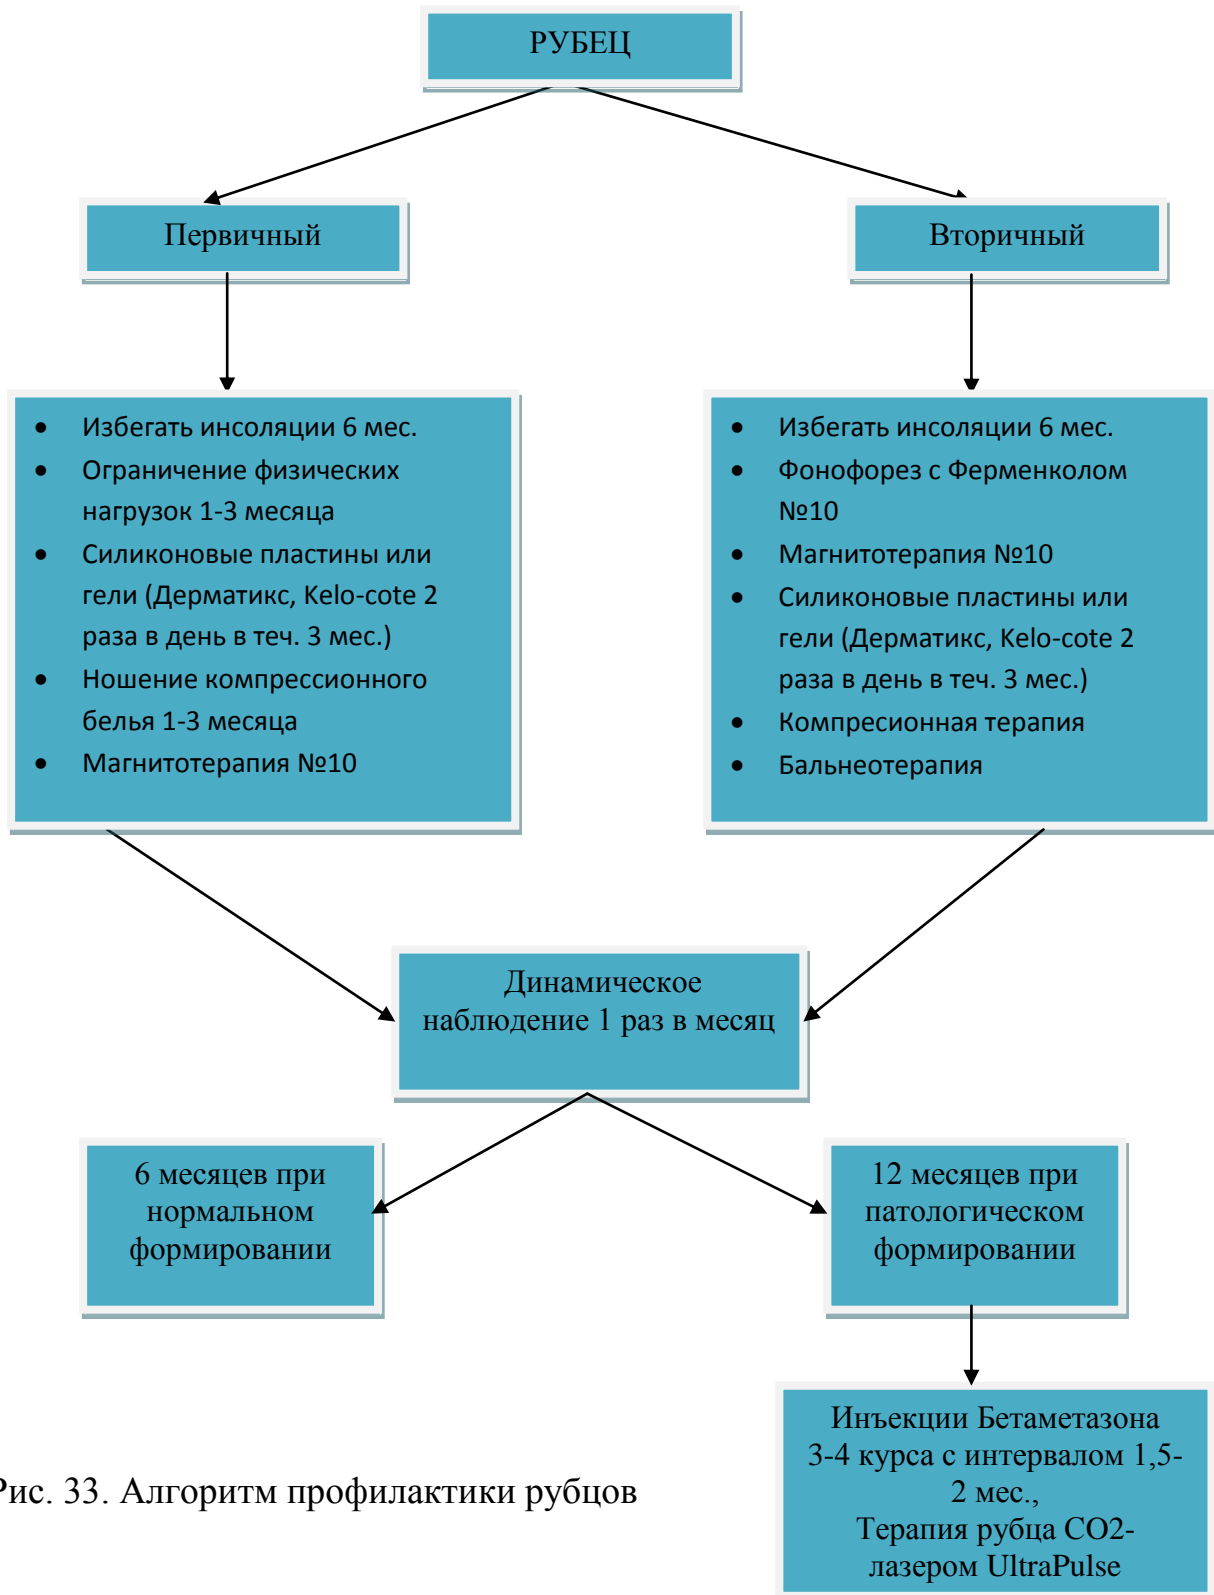 РУБЕЦ
Первичный
Вторичный
• Избегать инсоляции 6 мес.
• Ограничение физических
нагрузок 1-3 месяца
• Силиконовые пластины или
гели (Дерматикс, Kelo-cote 2
раза в день в теч. 3 мес.)
• Ношение компрессионного
белья 1-3 месяца
• Магнитотерапия №10
• Избегать инсоляции 6 мес.
• Фонофорез с Ферменколом
№10
• Магнитотерапия №10
• Силиконовые пластины или
гели (Дерматикс, Kelo-cote 2
раза в день в теч. 3 мес.)
• Компресионная терапия
• Бальнеотерапия
Динамическое
наблюдение 1 раз в месяц
6 месяцев при
нормальном
формировании
12 месяцев при
патологическом
формировании
Инъекции Бетаметазона
3-4 курса с интервалом 1,5-
2 мес.,
Терапия рубца СО2-
лазером UltraPulse
Рис. 33. Алгоритм профилактики рубцов